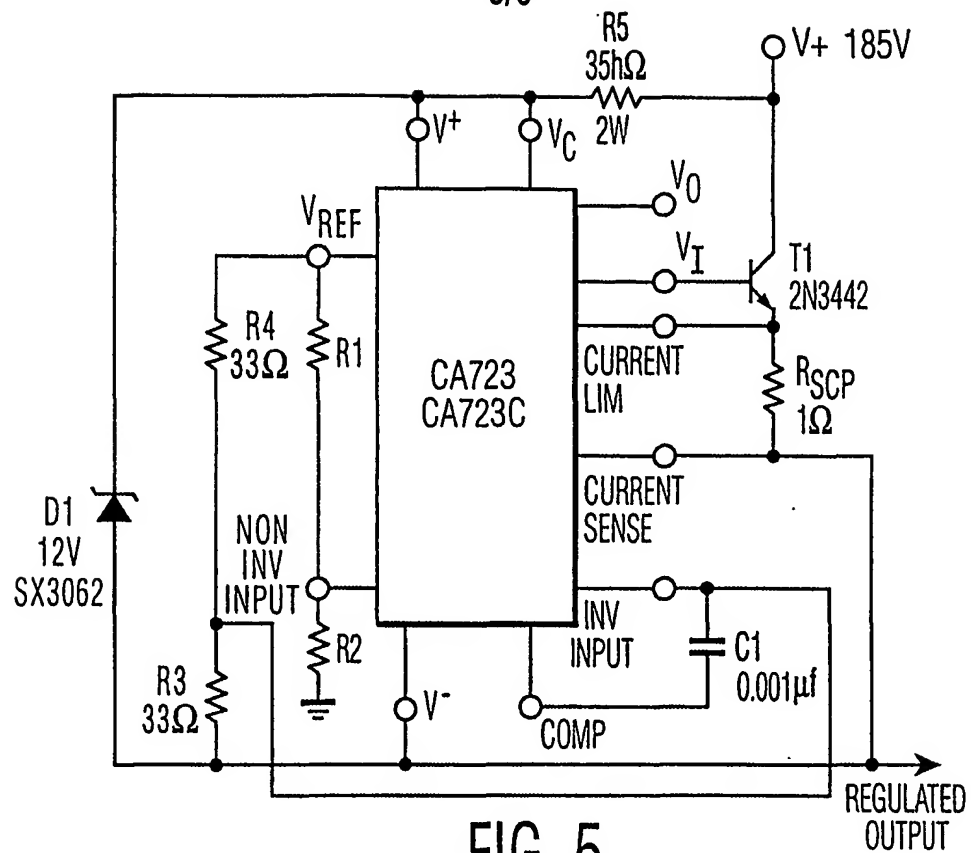 R5
35hΩ
2W
V+ 185V
V+
VC
VO
VREF
VI
T1
2N3442
R4
33Ω
R1
CA723
CA723C
CURRENT
LIM
RSCP
1Ω
CURRENT
SENSE
D1
12V
SX3062
NON
INV
INPUT
INV
INPUT
R2
C1
0.001µf
R3
33Ω
V-
COMP
REGULATED
OUTPUT
FIG. 5